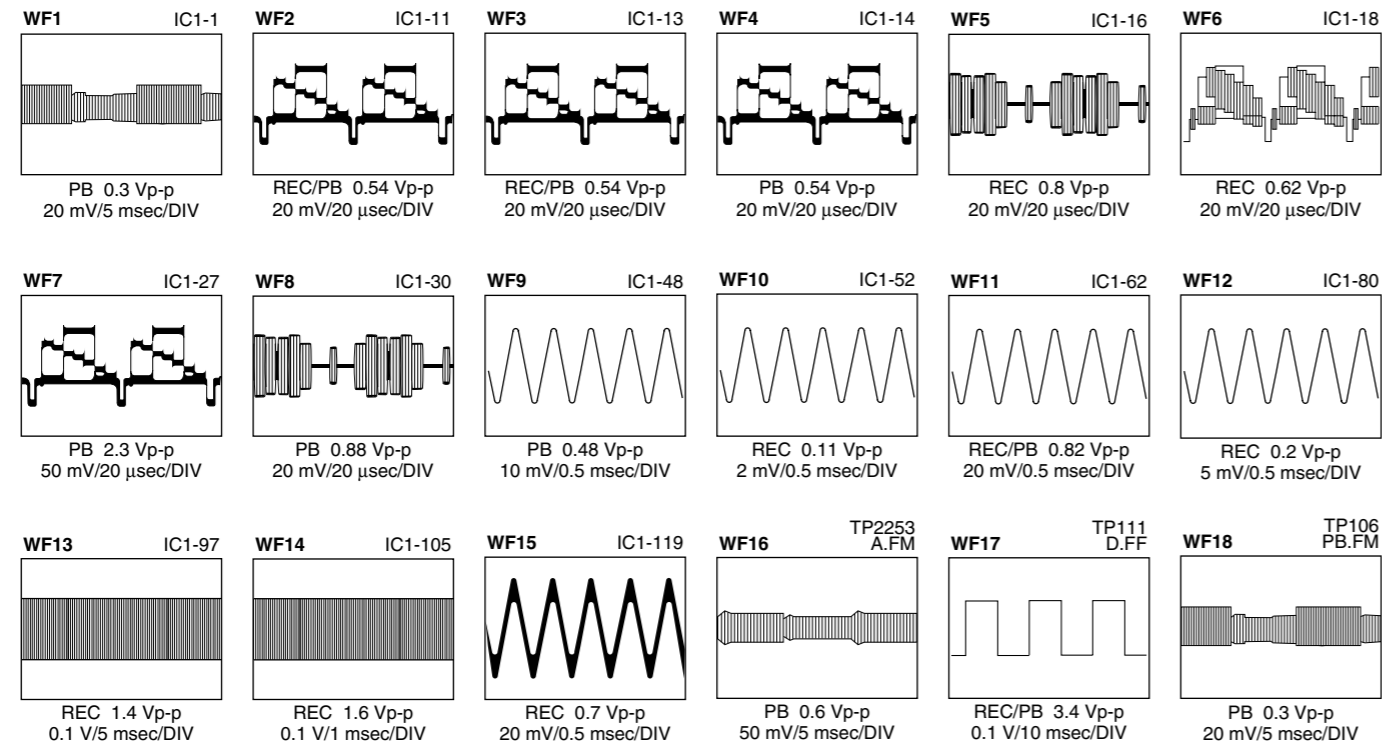 WF1 IC1-1
PB 0.3 Vp-p
20 mV/5 msec/DIV
WF2 IC1-11
REC/PB 0.54 Vp-p
20 mV/20 μsec/DIV
WF3 IC1-13
REC/PB 0.54 Vp-p
20 mV/20 μsec/DIV
WF4 IC1-14
PB 0.54 Vp-p
20 mV/20 μsec/DIV
WF5 IC1-16
REC 0.8 Vp-p
20 mV/20 μsec/DIV
WF6 IC1-18
REC 0.62 Vp-p
20 mV/20 μsec/DIV
WF7 IC1-27
PB 2.3 Vp-p
50 mV/20 μsec/DIV
WF8 IC1-30
PB 0.88 Vp-p
20 mV/20 μsec/DIV
WF9 IC1-48
PB 0.48 Vp-p
10 mV/0.5 msec/DIV
WF10 IC1-52
REC 0.11 Vp-p
2 mV/0.5 msec/DIV
WF11 IC1-62
REC/PB 0.82 Vp-p
20 mV/0.5 msec/DIV
WF12 IC1-80
REC 0.2 Vp-p
5 mV/0.5 msec/DIV
WF13 IC1-97
REC 1.4 Vp-p
0.1 V/5 msec/DIV
WF14 IC1-105
REC 1.6 Vp-p
0.1 V/1 msec/DIV
WF15 IC1-119
REC 0.7 Vp-p
20 mV/0.5 msec/DIV
TP2253
WF16 A.FM
PB 0.6 Vp-p
50 mV/5 msec/DIV
TP111
WF17 D.FF
REC/PB 3.4 Vp-p
0.1 V/10 msec/DIV
TP106
WF18 PB.FM
PB 0.3 Vp-p
20 mV/5 msec/DIV